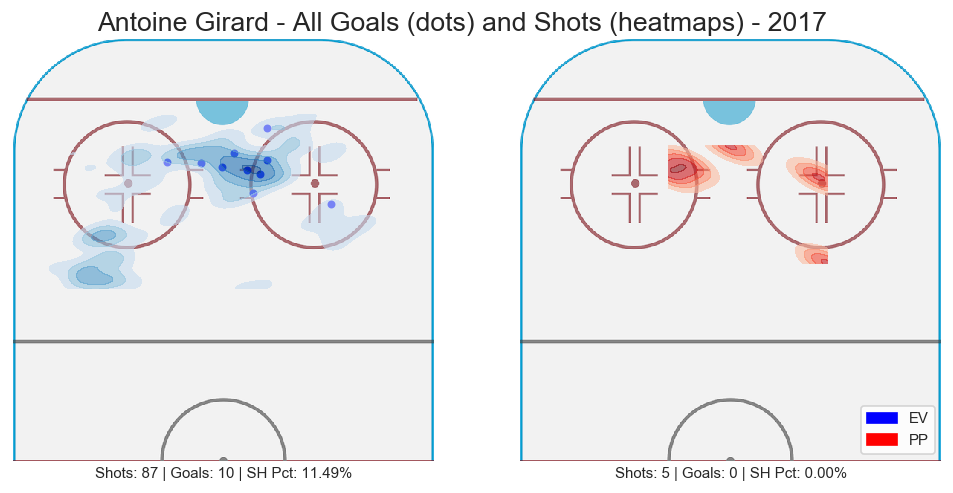 Antoine Girard - All Goals (dots) and Shots (heatmaps) - 2017
EV
PP
Shots: 87 | Goals: 10 | SH Pct: 11.49%
Shots: 5 | Goals: 0 | SH Pct: 0.00%